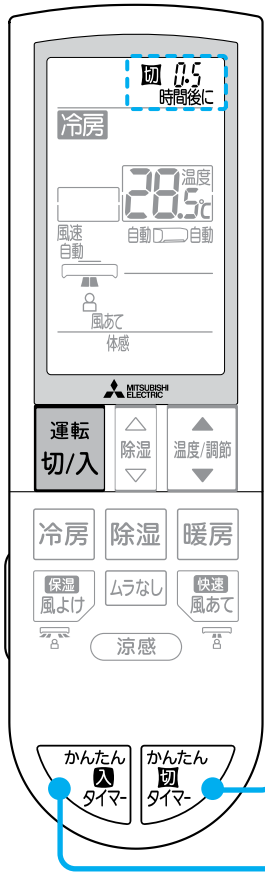 切 0.5
時間後に
冷房
温度
28.5℃
風速
自動
自動 自動
風あて
体感
MITSUBISHI
ELECTRIC
運転
切/入
除湿
温度/調節
冷房 除湿 暖房
保湿
風よけ
ムラなし
快速
風あて
涼感
かんたん
入
タイマー
かんたん
切
タイマー